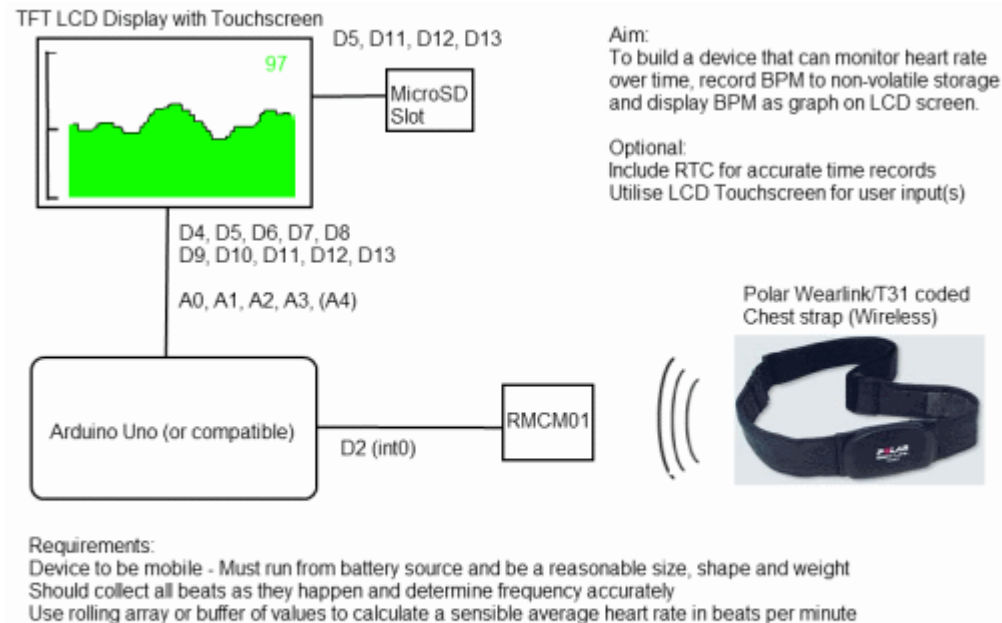 TFT LCD Display with Touchscreen
97
D5, D11, D12, D13
MicroSD
Slot
Aim:
To build a device that can monitor heart rate
over time, record BPM to non-volatile storage
and display BPM as graph on LCD screen.
Optional:
Include RTC for accurate time records
Utilise LCD Touchscreen for user input(s)
D4, D5, D6, D7, D8
D9, D10, D11, D12, D13
A0, A1, A2, A3, (A4)
Arduino Uno (or compatible)
D2 (int0)
RMCM01
Polar Wearlink/T31 coded
Chest strap (Wireless)
POLAR
Requirements:
Device to be mobile - Must run from battery source and be a reasonable size, shape and weight
Should collect all beats as they happen and determine frequency accurately
Use rolling array or buffer of values to calculate a sensible average heart rate in beats per minute